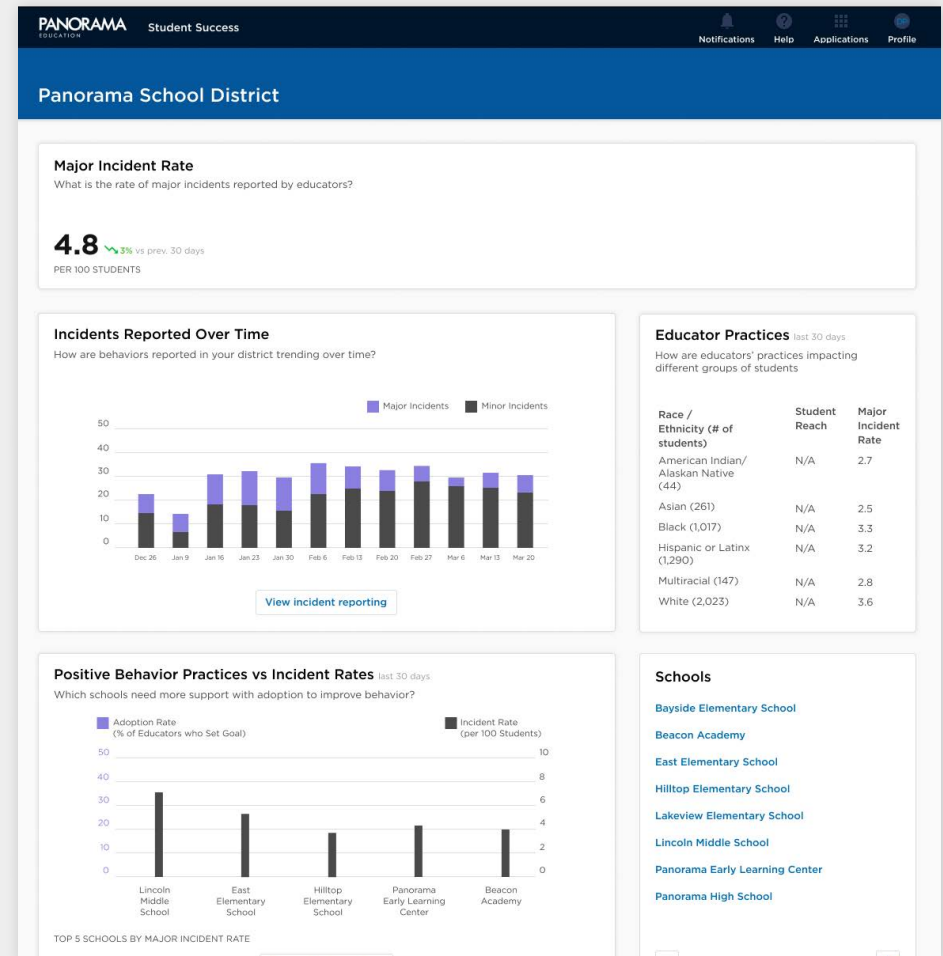 PANORAMA
EDUCATION
Student Success
Notifications
Help
Applications
Profile
Panorama School District
Major Incident Rate
What is the rate of major incidents reported by educators?
4.8 3% vs prev. 30 days
PER 100 STUDENTS
Incidents Reported Over Time
How are behaviors reported in your district trending over time?
Major Incidents
Minor Incidents
50
40
30
20
10
0
Dec 26 Jan 9 Jan 16 Jan 23 Jan 30 Feb 6 Feb 13 Feb 20 Feb 27 Mar 6 Mar 13 Mar 20
View incident reporting
Educator Practices last 30 days
How are educators' practices impacting
different groups of students
Race /
Ethnicity (# of
students)
Student
Reach
Major
Incident
Rate
American Indian/
Alaskan Native
(44)
N/A
2.7
Asian (261)
N/A
2.5
Black (1,017)
N/A
3.3
Hispanic or Latinx
(1,290)
N/A
3.2
Multiracial (147)
N/A
2.8
White (2,023)
N/A
3.6
Positive Behavior Practices vs Incident Rates last 30 days
Which schools need more support with adoption to improve behavior?
Adoption Rate
(% of Educators who Set Goal)
Incident Rate
(per 100 Students)
50
40
30
20
10
0
10
8
6
4
2
0
Lincoln
Middle
School
East
Elementary
School
Hilltop
Elementary
School
Panorama
Early Learning
Center
Beacon
Academy
TOP 5 SCHOOLS BY MAJOR INCIDENT RATE
Schools
Bayside Elementary School
Beacon Academy
East Elementary School
Hilltop Elementary School
Lakeview Elementary School
Lincoln Middle School
Panorama Early Learning Center
Panorama High School